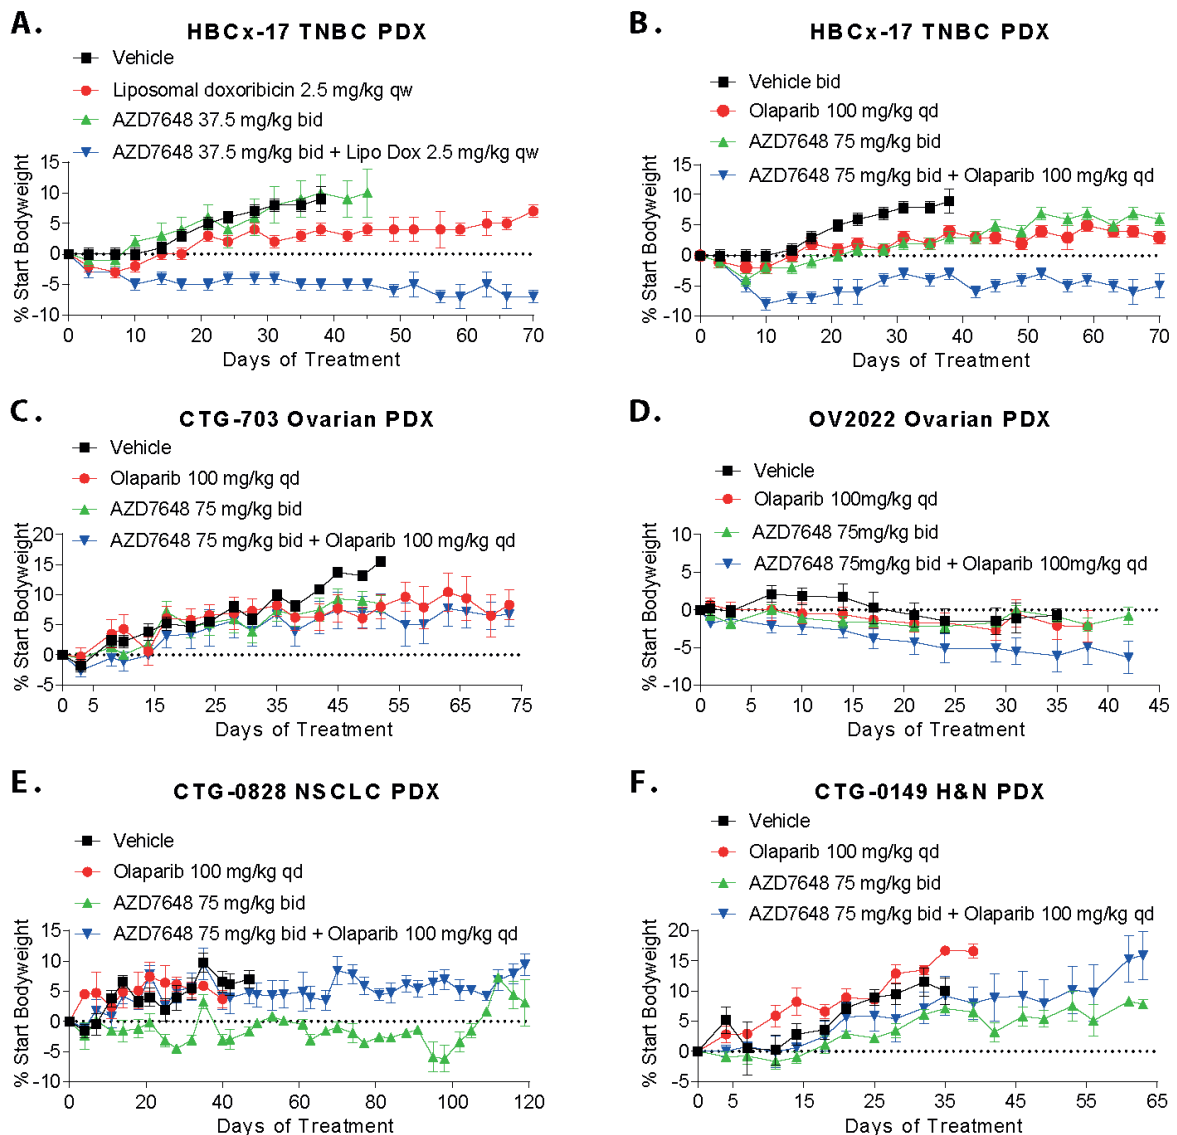 A.
HBCx-17 TNBC PDX
Vehicle
Liposomal doxoribicin 2.5 mg/kg qw
AZD7648 37.5 mg/kg bid
AZD7648 37.5 mg/kg bid + Lipo Dox 2.5 mg/kg qw
% Start Bodyweight
15
10
5
0
-5
-10
0 10 20 30 40 50 60 70
Days of Treatment
B.
HBCx-17 TNBC PDX
Vehicle bid
Olaparib 100 mg/kg qd
AZD7648 75 mg/kg bid
AZD7648 75 mg/kg bid + Olaparib 100 mg/kg qd
% Start Bodyweight
15
10
5
0
-5
-10
0 10 20 30 40 50 60 70
Days of Treatment
C.
CTG-703 Ovarian PDX
Vehicle
Olaparib 100 mg/kg qd
AZD7648 75 mg/kg bid
AZD7648 75 mg/kg bid + Olaparib 100 mg/kg qd
% Start Bodyweight
20
15
10
5
0
-5
0 5 15 25 35 45 55 65 75
Days of Treatment
D.
OV2022 Ovarian PDX
Vehicle
Olaparib 100mg/kg qd
AZD7648 75mg/kg bid
AZD7648 75mg/kg bid + Olaparib 100mg/kg qd
% Start Bodyweight
10
5
0
-5
-10
0 5 10 15 20 25 30 35 40 45
Days of Treatment
E.
CTG-0828 NSCLC PDX
Vehicle
Olaparib 100 mg/kg qd
AZD7648 75 mg/kg bid
AZD7648 75 mg/kg bid + Olaparib 100 mg/kg qd
% Start Bodyweight
15
10
5
0
-5
-10
0 20 40 60 80 100 120
Days of Treatment
F.
CTG-0149 H&N PDX
Vehicle
Olaparib 100 mg/kg qd
AZD7648 75 mg/kg bid
AZD7648 75 mg/kg bid + Olaparib 100 mg/kg qd
% Start Bodyweight
20
15
10
5
0
-5
0 5 15 25 35 45 55 65
Days of Treatment